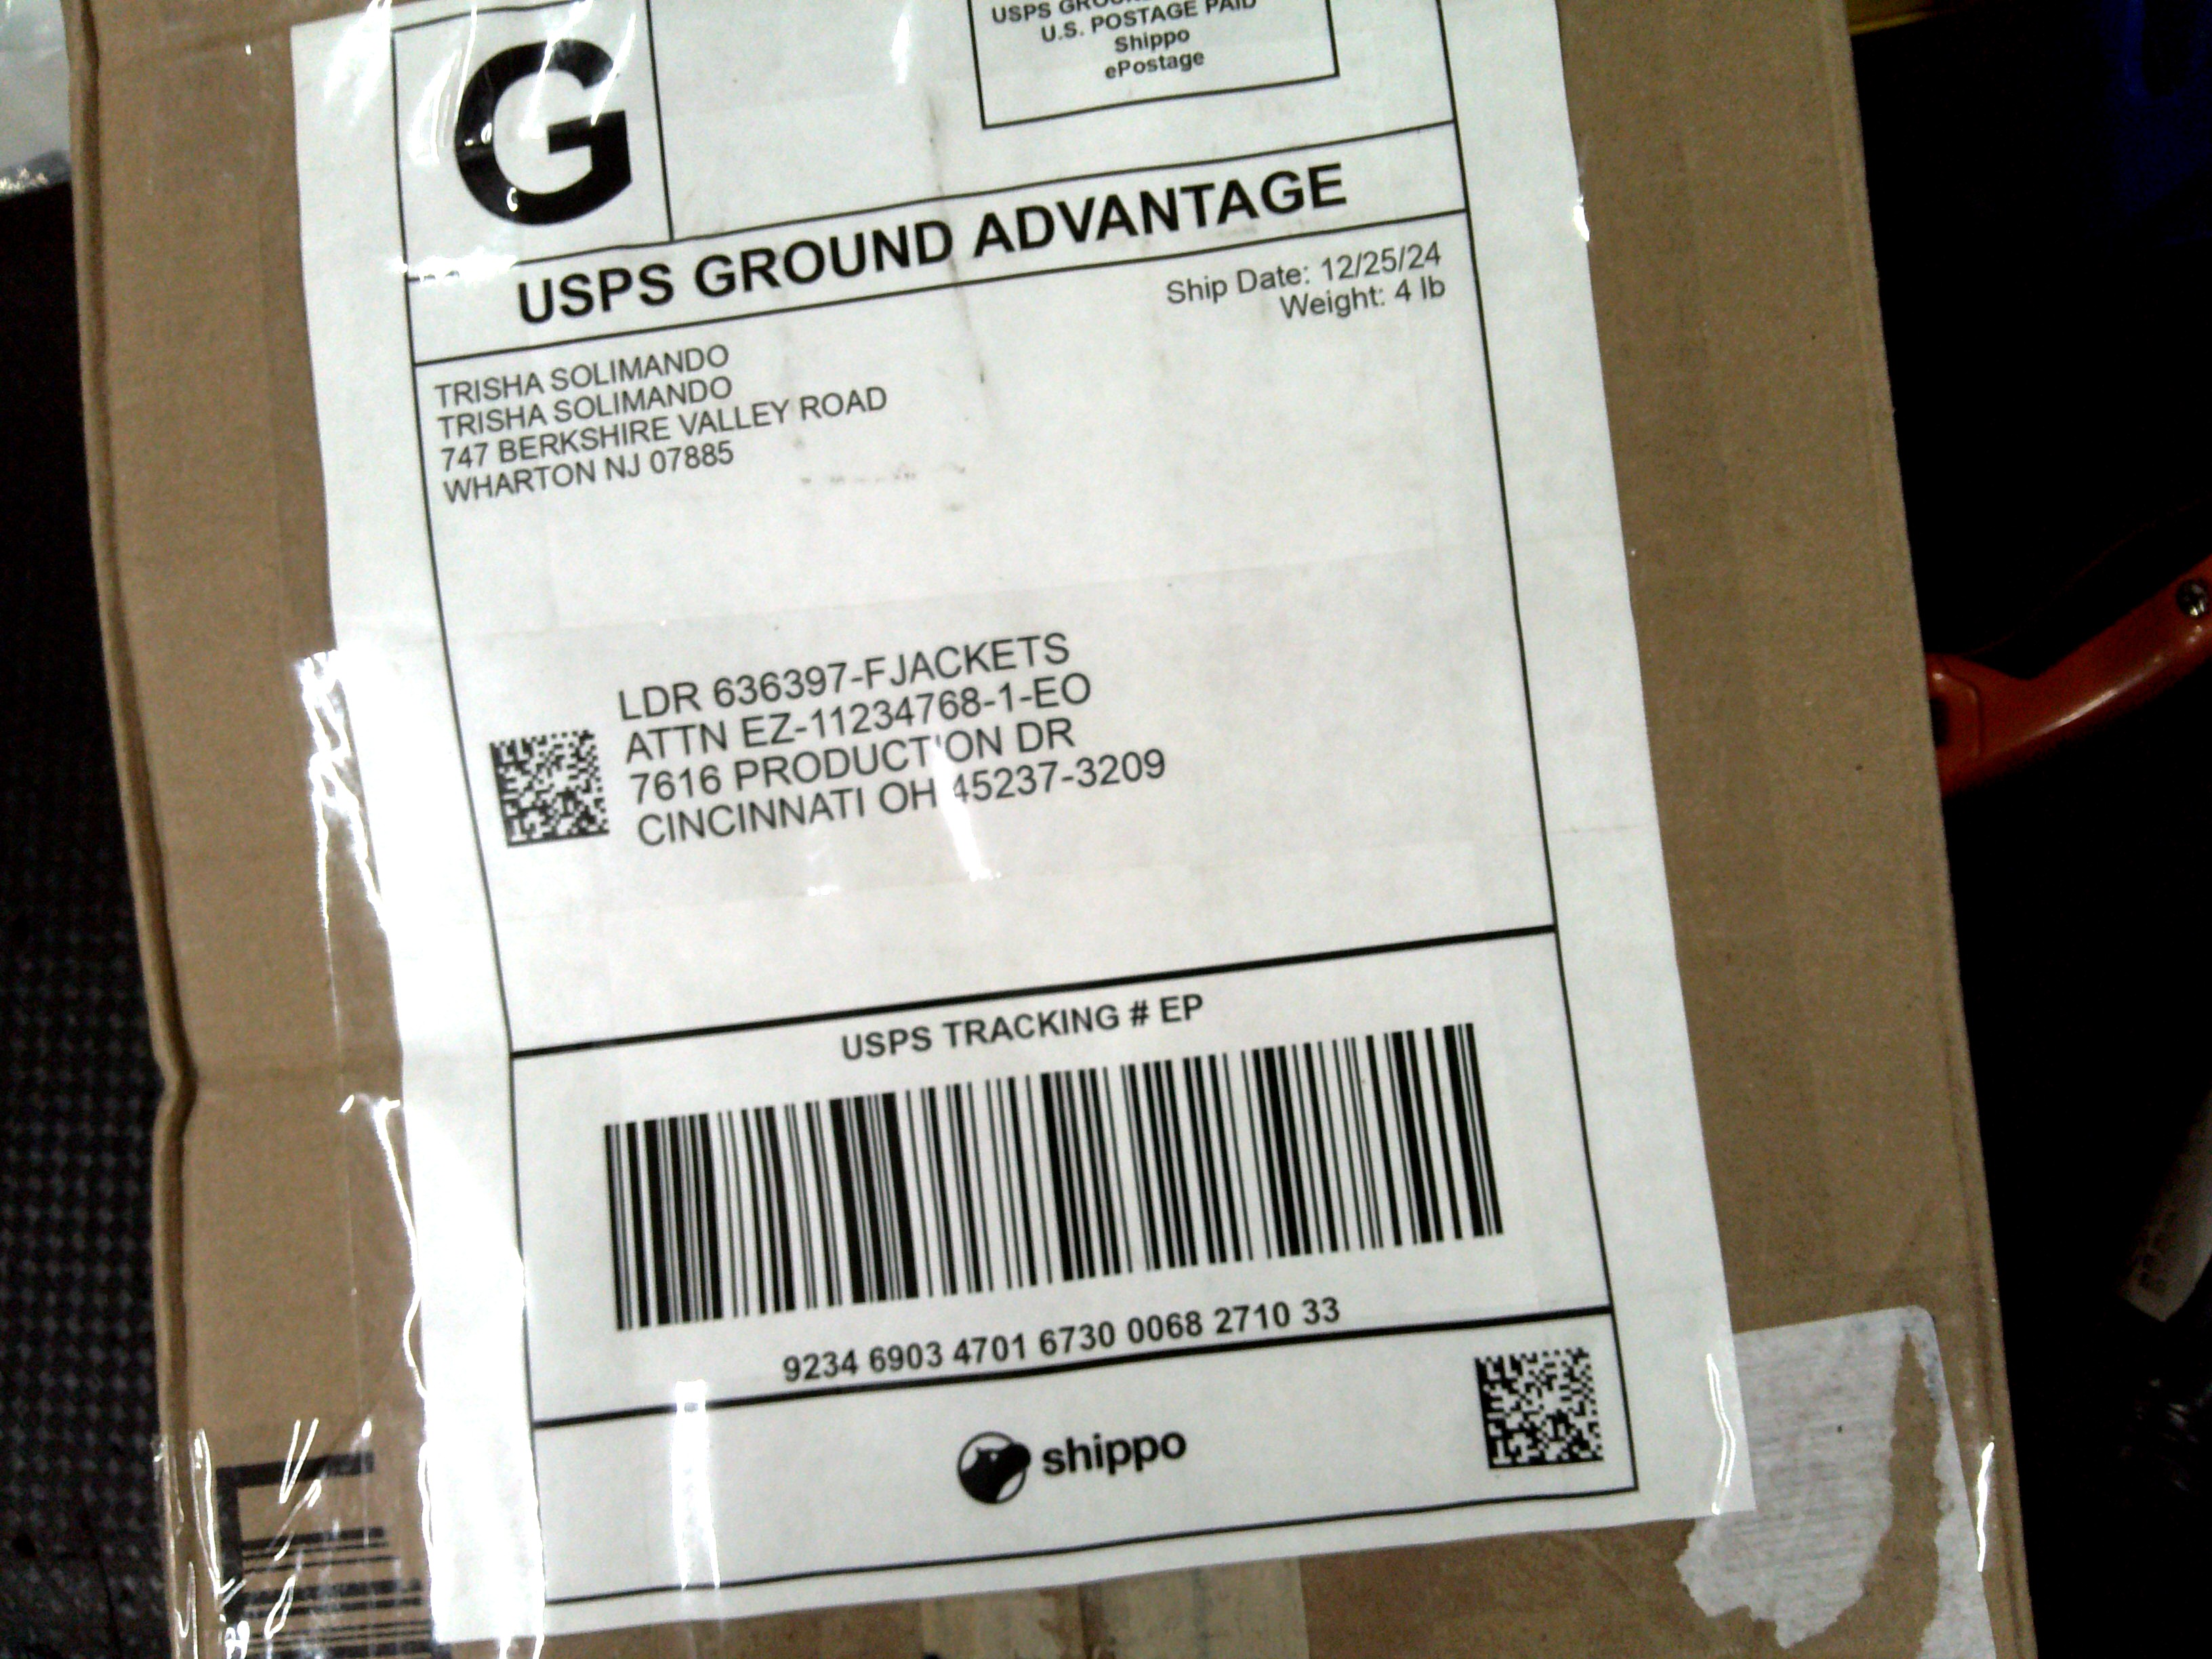 G
USPS GROUND
U.S. POSTAGE PAID
Shippo
ePostage
USPS GROUND ADVANTAGE
Ship Date: 12/25/24
Weight: 4 lb
TRISHA SOLIMANDO
TRISHA SOLIMANDO
747 BERKSHIRE VALLEY ROAD
WHARTON NJ 07885
LDR 636397-FJACKETS
ATTN EZ-11234768-1-EO
7616 PRODUCTION DR
CINCINNATI OH 45237-3209
USPS TRACKING # EP
9234 6903 4701 6730 0068 2710 33
shippo